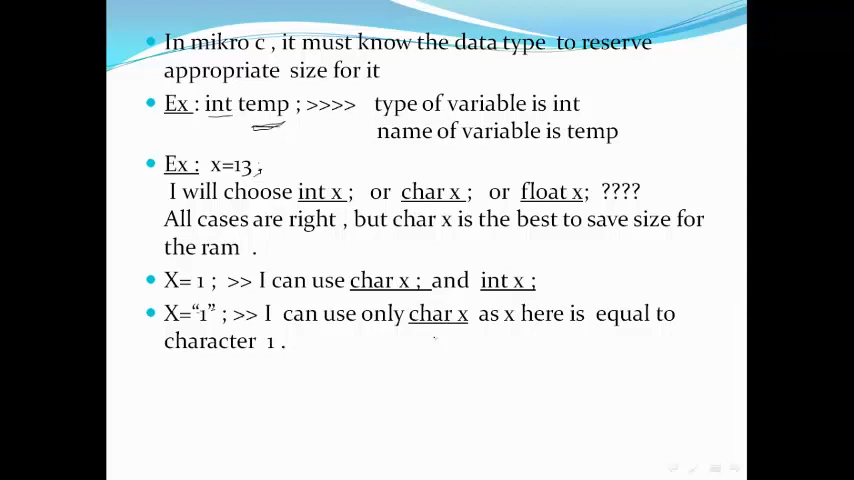 In mikro c , it must know the data type to reserve
appropriate size for it
Ex : int temp ; >>>> type of variable is int
name of variable is temp
Ex : x=13 ,
I will choose int x ; or char x ; or float x; ????
All cases are right , but char x is the best to save size for
the ram .
X= 1 ; >> I can use char x ; and int x ;
X=“1” ; >> I can use only char x as x here is equal to
character 1 .